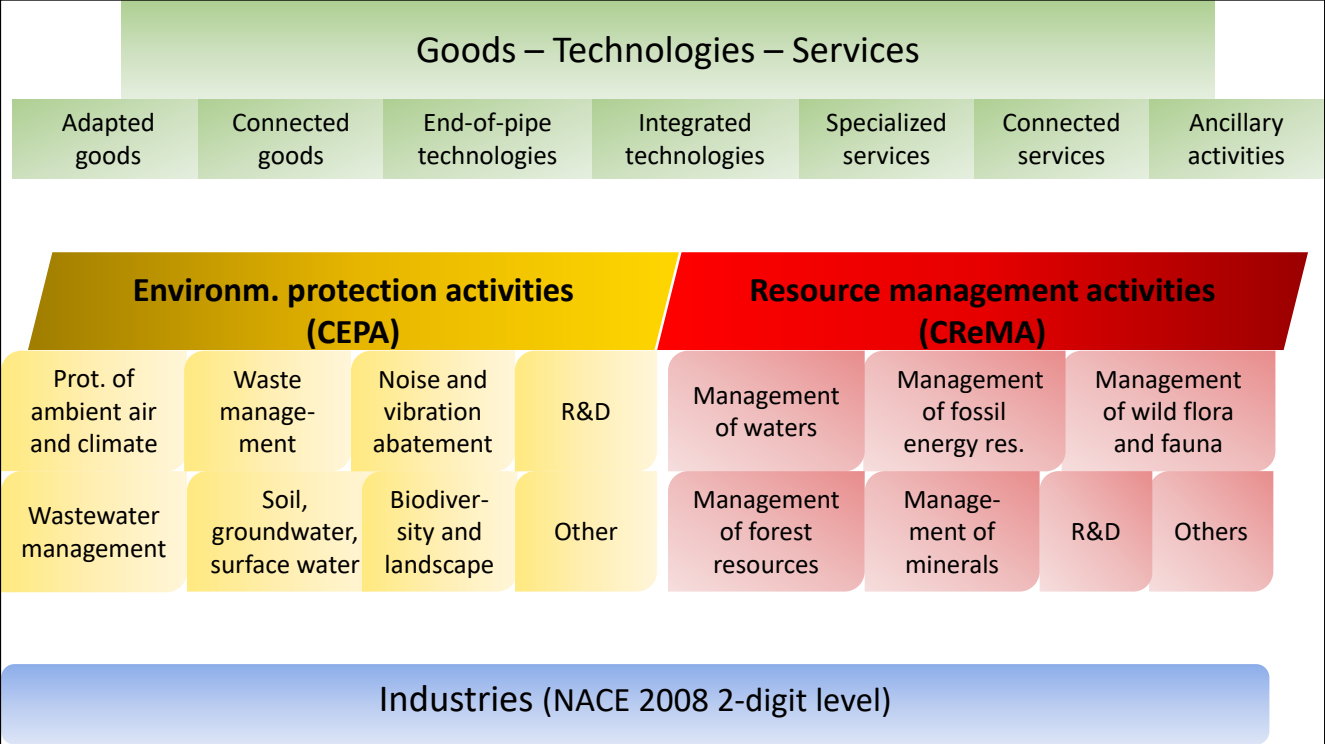 Goods – Technologies – Services
Adapted
goods
Connected
goods
End-of-pipe
technologies
Integrated
technologies
Specialized
services
Connected
services
Ancillary
activities
Environm. protection activities
(CEPA)
Resource management activities
(CReMA)
Prot. of
ambient air
and climate
Waste
manage-
ment
Noise and
vibration
abatement
R&D
Management
of waters
Management
of fossil
energy res.
Management
of wild flora
and fauna
Wastewater
management
Soil,
groundwater,
surface water
Biodiver-
sity and
landscape
Other
Management
of forest
resources
Manage-
ment of
minerals
R&D
Others
Industries (NACE 2008 2-digit level)